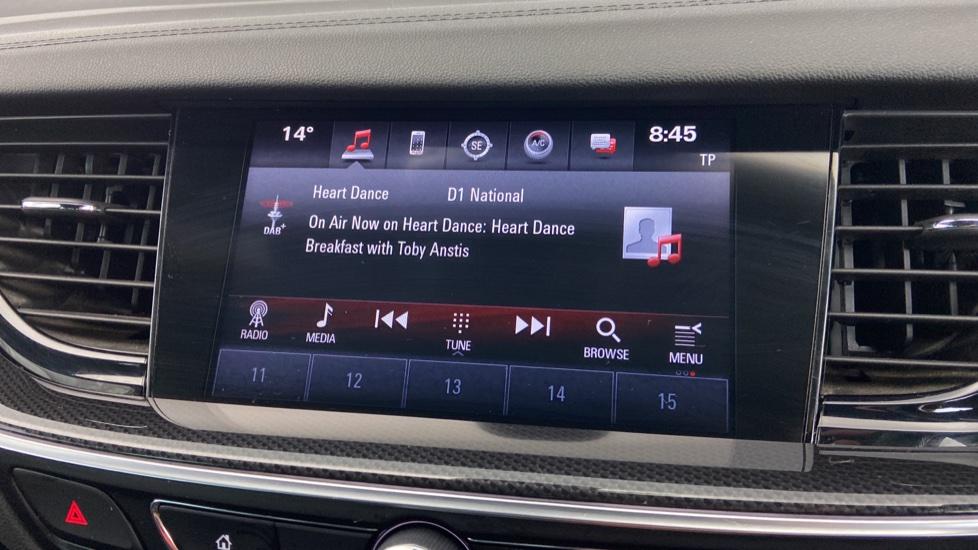 14° SE A/C 8:45
TP
Heart Dance D1 National
DAB+ On Air Now on Heart Dance: Heart Dance
Breakfast with Toby Anstis
RADIO MEDIA TUNE BROWSE MENU
11 12 13 14 15